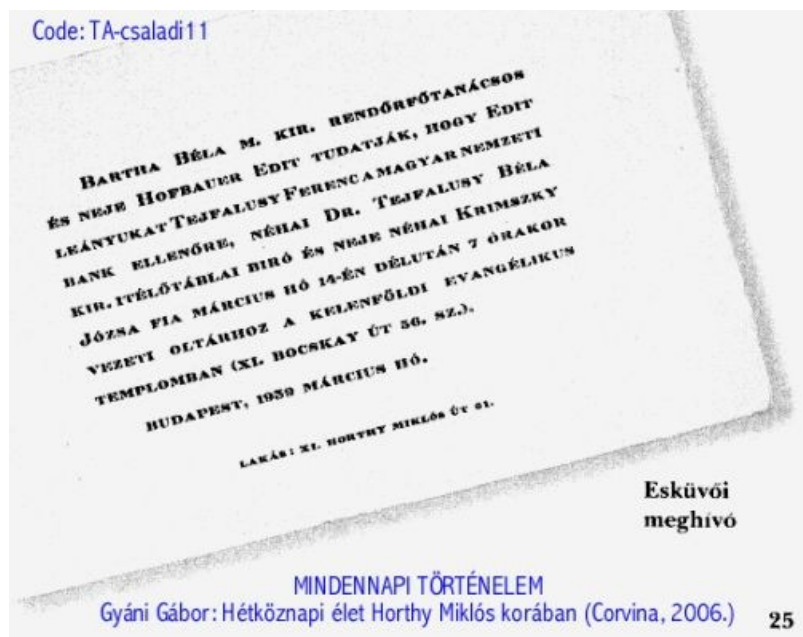 Code: TA-csaladi11
BARTHA BÉLA M. KIR. RENDŐRFŐTANÁCSOS
ÉS NEJE HOFBAUER EDIT TUDATJÁK, HOGY EDIT
LEÁNYUKAT TEJFALUSY FERENC A MAGYAR NEMZETI
BANK ELLENŐRE, NÉHAI DR. TEJFALUSY BÉLA
KIR. ITÉLŐTÁBLAI BIRÓ ÉS NEJE NÉHAI KRIMSZKY
JÓZSA FIA MÁRCIUS HÓ 14-ÉN DÉLUTÁN 7 ÓRAKOR
VEZETI OLTÁRHOZ A KELENFÖLDI EVANGÉLIKUS
TEMPLOMBAN (XI. BOCSKAY ÚT 56. SZ.).
BUDAPEST, 1939 MÁRCIUS HÓ.
LAKÁS: XI. HORTHY MIKLÓS ÚT 61.
Esküvői
meghívó
MINDENNAPI TÖRTÉNELEM
Gyáni Gábor: Hétköznapi élet Horthy Miklós korában (Corvina, 2006.)
25